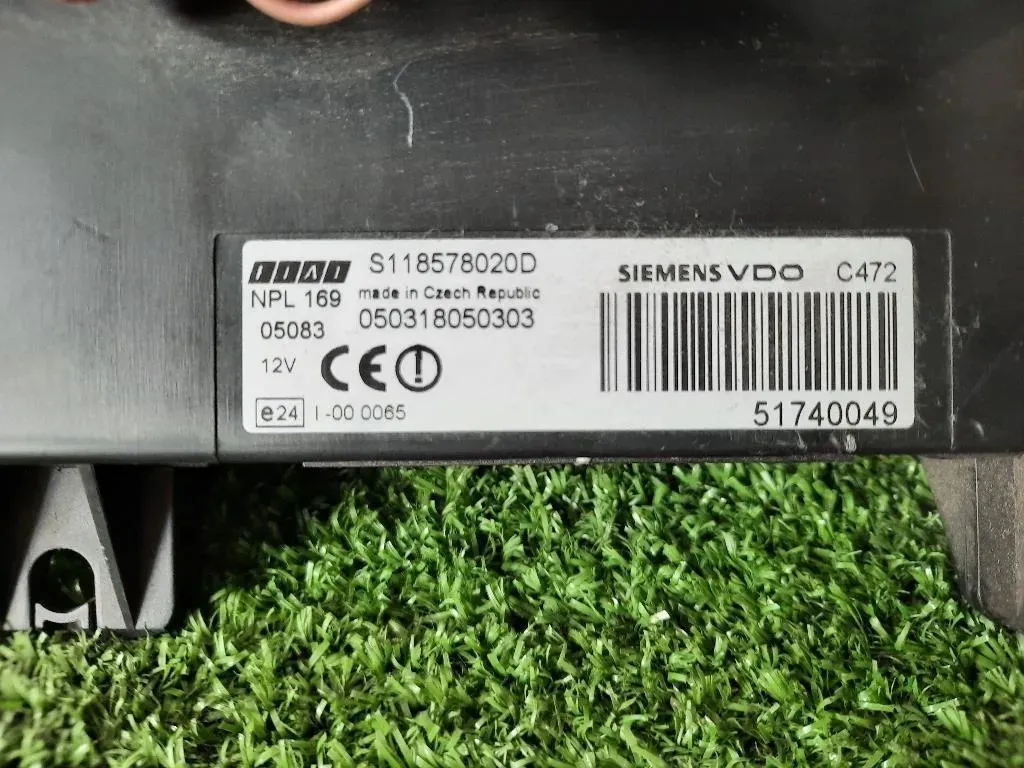 FIAT S118578020D SIEMENS VDO C472
NPL 169 made in Czech Republic
05083 050318050303
12V CE
e24 I -00 0065 51740049